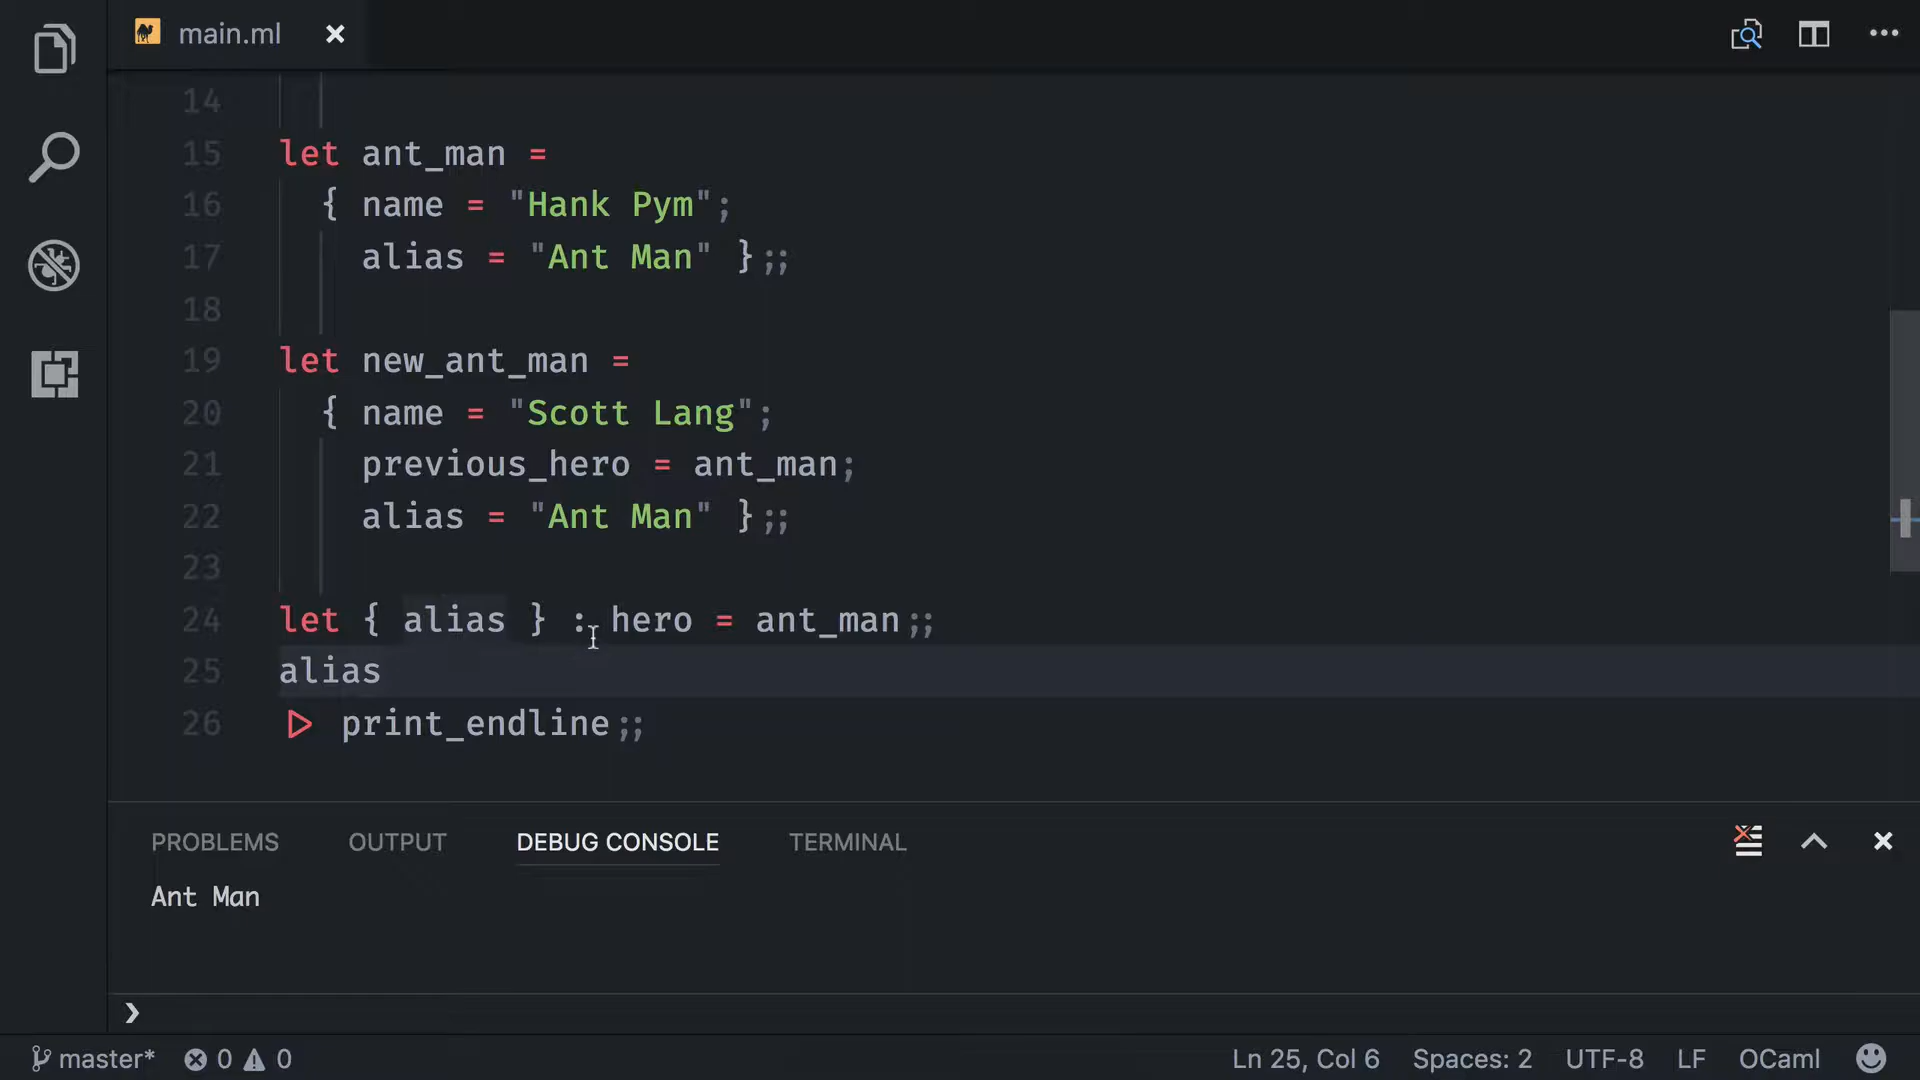 main.ml
14
15 let ant_man =
16 { name = "Hank Pym";
17 alias = "Ant Man" };;
18
19 let new_ant_man =
20 { name = "Scott Lang";
21 previous_hero = ant_man;
22 alias = "Ant Man" };;
23
24 let { alias } : hero = ant_man;;
25 alias
26 |> print_endline;;
PROBLEMS OUTPUT DEBUG CONSOLE TERMINAL
Ant Man
❯
master* 0 0 Ln 25, Col 6 Spaces: 2 UTF-8 LF OCaml